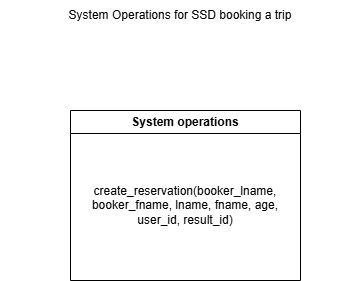 System Operations for SSD booking a trip
System operations
create_reservation(booker_lname,
booker_fname, lname, fname, age,
user_id, result_id)